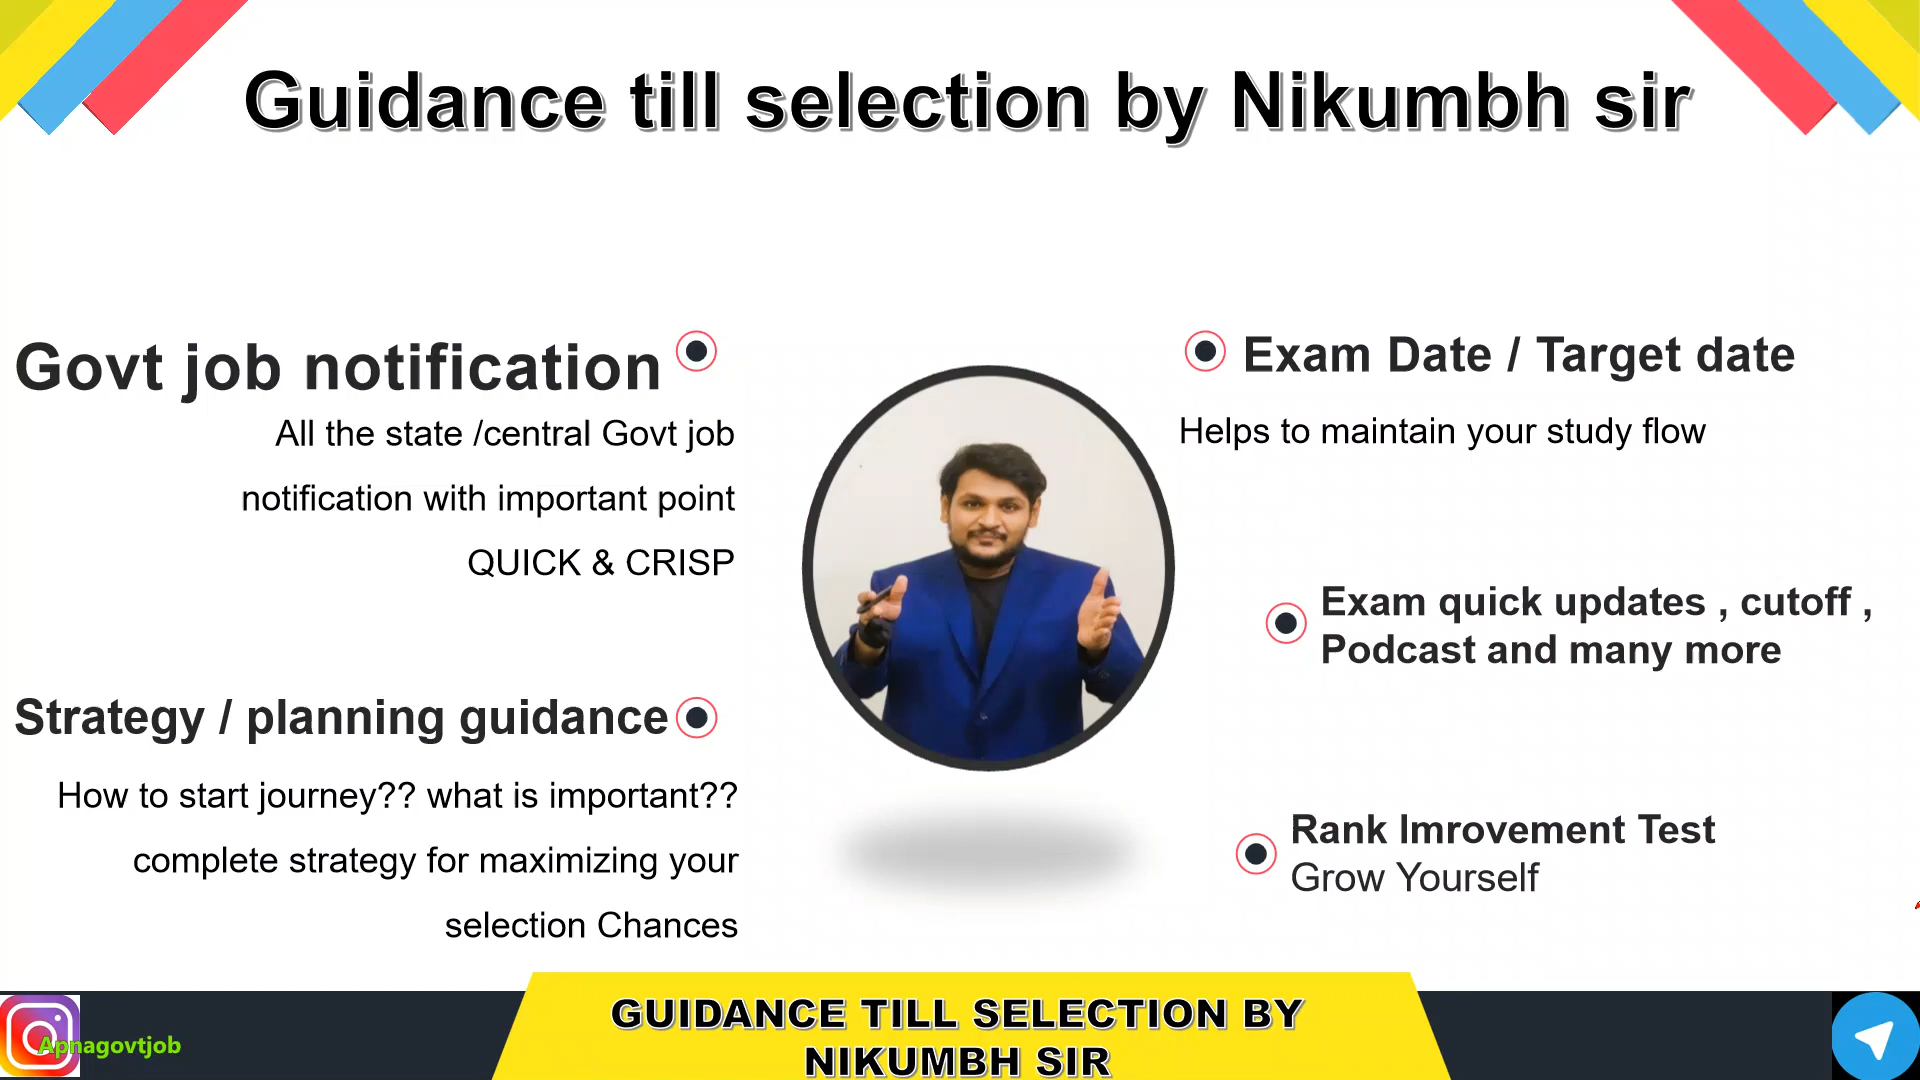 Guidance till selection by Nikumbh sir
Govt job notification
All the state /central Govt job
notification with important point
QUICK & CRISP
Strategy / planning guidance
How to start journey?? what is important??
complete strategy for maximizing your
selection Chances
Exam Date / Target date
Helps to maintain your study flow
Exam quick updates , cutoff ,
Podcast and many more
Rank Imrovement Test
Grow Yourself
Apnagovtjob
GUIDANCE TILL SELECTION BY
NIKUMBH SIR